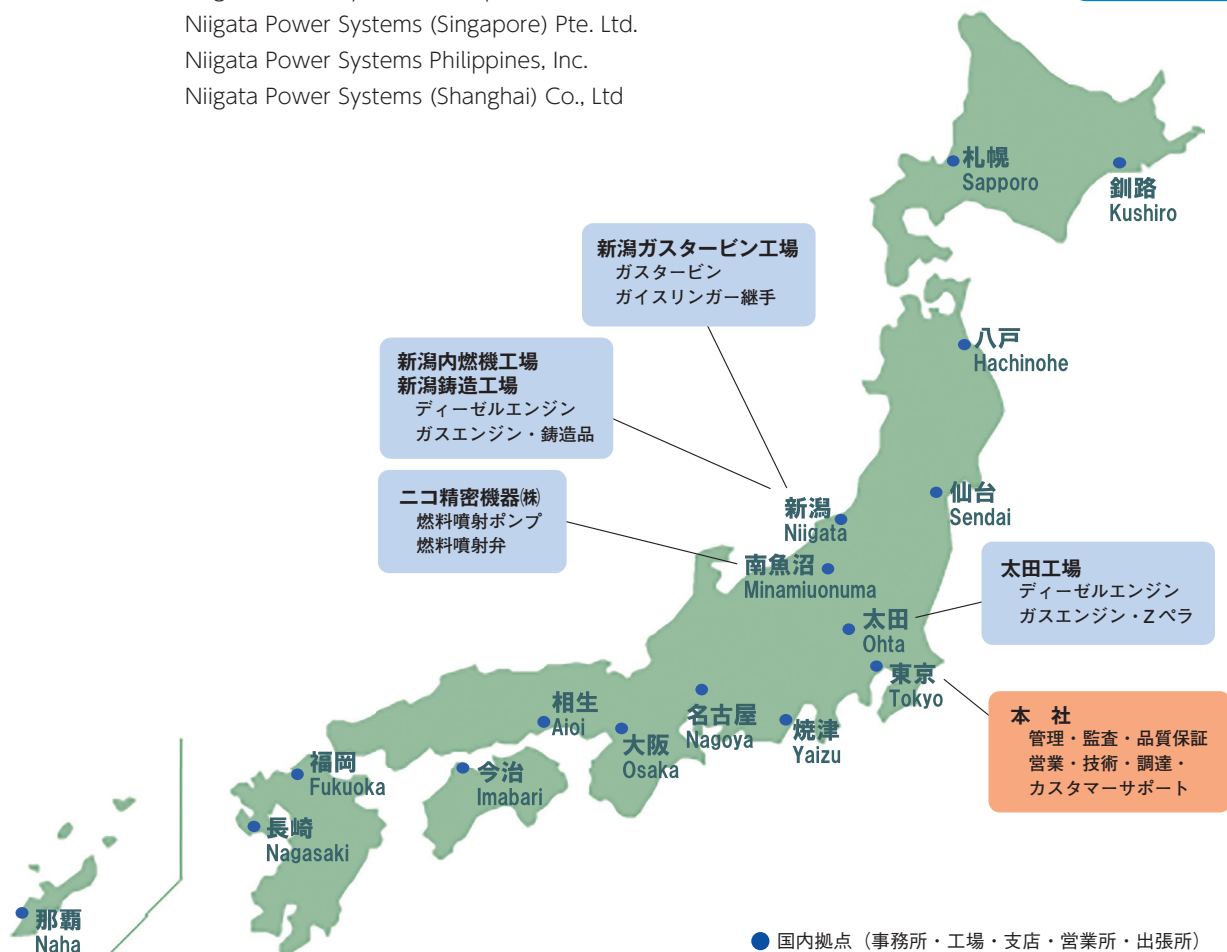 Niigata Power Systems (Singapore) Pte. Ltd.
Niigata Power Systems Philippines, Inc.
Niigata Power Systems (Shanghai) Co., Ltd
札幌
Sapporo
釧路
Kushiro
新潟ガスタービン工場
ガスタービン
ガイスリンガー継手
八戸
Hachinohe
新潟内燃機工場
新潟鋳造工場
ディーゼルエンジン
ガスエンジン・鋳造品
ニコ精密機器㈱
燃料噴射ポンプ
燃料噴射弁
仙台
Sendai
新潟
Niigata
南魚沼
Minamiuonuma
太田工場
ディーゼルエンジン
ガスエンジン・Zペラ
太田
Ohta
東京
Tokyo
本　社
管理・監査・品質保証
営業・技術・調達・
カスタマーサポート
相生
Aioi
大阪
Osaka
名古屋
Nagoya
焼津
Yaizu
福岡
Fukuoka
今治
Imabari
長崎
Nagasaki
那覇
Naha
国内拠点（事務所・工場・支店・営業所・出張所）